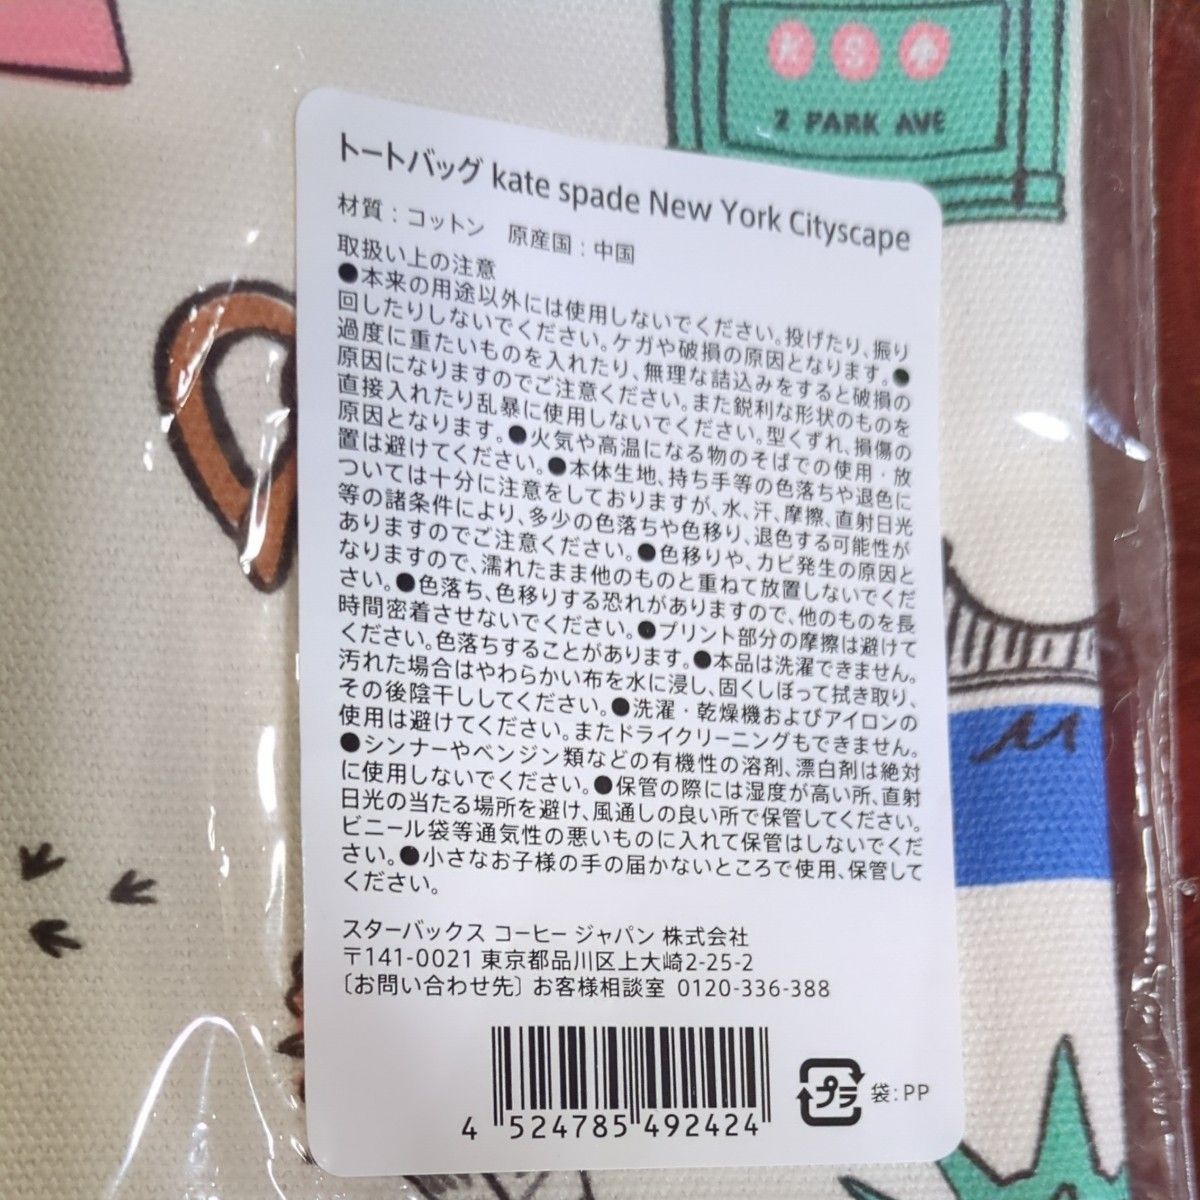 K S
2 PARK AVE
トートバッグ kate spade New York Cityscape
材質：コットン 原産国：中国
取扱い上の注意
●本来の用途以外には使用しないでください。投げたり、振り
回したりしないでください。ケガや破損の原因となります。●
過度に重たいものを入れたり、無理な詰込みをすると破損の
原因になりますのでご注意ください。また鋭利な形状のものを
直接入れたり乱暴に使用しないでください。型くずれ、損傷の
原因となります。●火気や高温になる物のそばでの使用・放
置は避けてください。●本体生地、持ち手等の色落ちや退色に
ついては十分に注意をしておりますが、水、汗、摩擦、直射日光
等の諸条件により、多少の色落ちや色移り、退色する可能性が
ありますのでご注意ください。●色移りや、カビ発生の原因と
なりますので、濡れたまま他のものと重ねて放置しないでくだ
さい。●色落ち、色移りする恐れがありますので、他のものを長
時間密着させないでください。●プリント部分の摩擦は避けて
ください。色落ちすることがあります。●本品は洗濯できません。
汚れた場合はやわらかい布を水に浸し、固くしぼって拭き取り、
その後陰干ししてください。●洗濯・乾燥機およびアイロンの
使用は避けてください。またドライクリーニングもできません。
●シンナーやベンジン類などの有機性の溶剤、漂白剤は絶対
に使用しないでください。●保管の際には湿度が高い所、直射
日光の当たる場所を避け、風通しの良い所で保管してください。
ビニール袋等通気性の悪いものに入れて保管はしないでくだ
さい。●小さなお子様の手の届かないところで使用、保管して
ください。
スターバックス コーヒー ジャパン 株式会社
〒141-0021 東京都品川区上大崎2-25-2
〔お問い合わせ先〕お客様相談室 0120-336-388
4 524785 492424
プラ 袋：PP